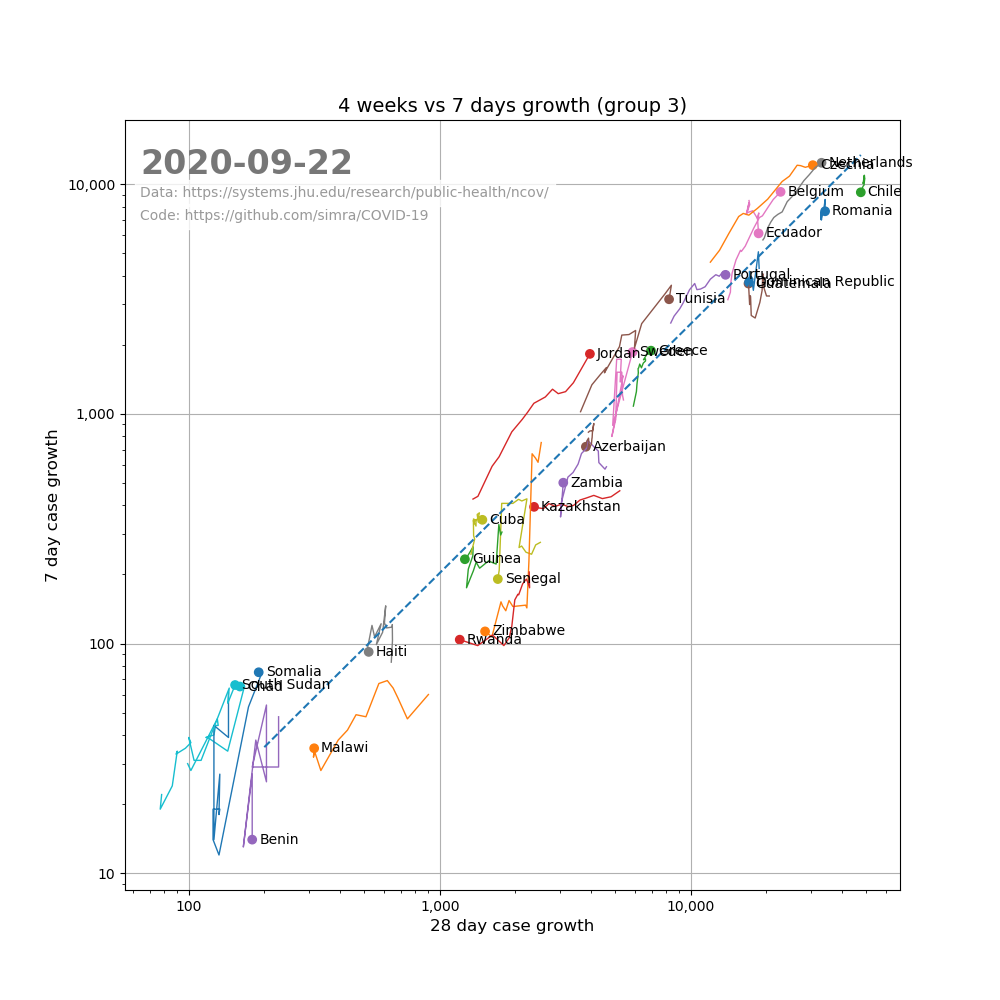 4 weeks vs 7 days growth (group 3)
2020-09-22
Data: https://systems.jhu.edu/research/public-health/ncov/
Code: https://github.com/simra/COVID-19
Netherlands
Czechia
Belgium
Chile
Romania
Ecuador
Portugal
Dominican Republic
Guatemala
Tunisia
Jordan
Sweden
Greece
Azerbaijan
Zambia
Kazakhstan
Cuba
Guinea
Senegal
Zimbabwe
Rwanda
Haiti
Somalia
South Sudan
Chad
Malawi
Benin
10,000
1,000
100
10
7 day case growth
100
1,000
10,000
28 day case growth